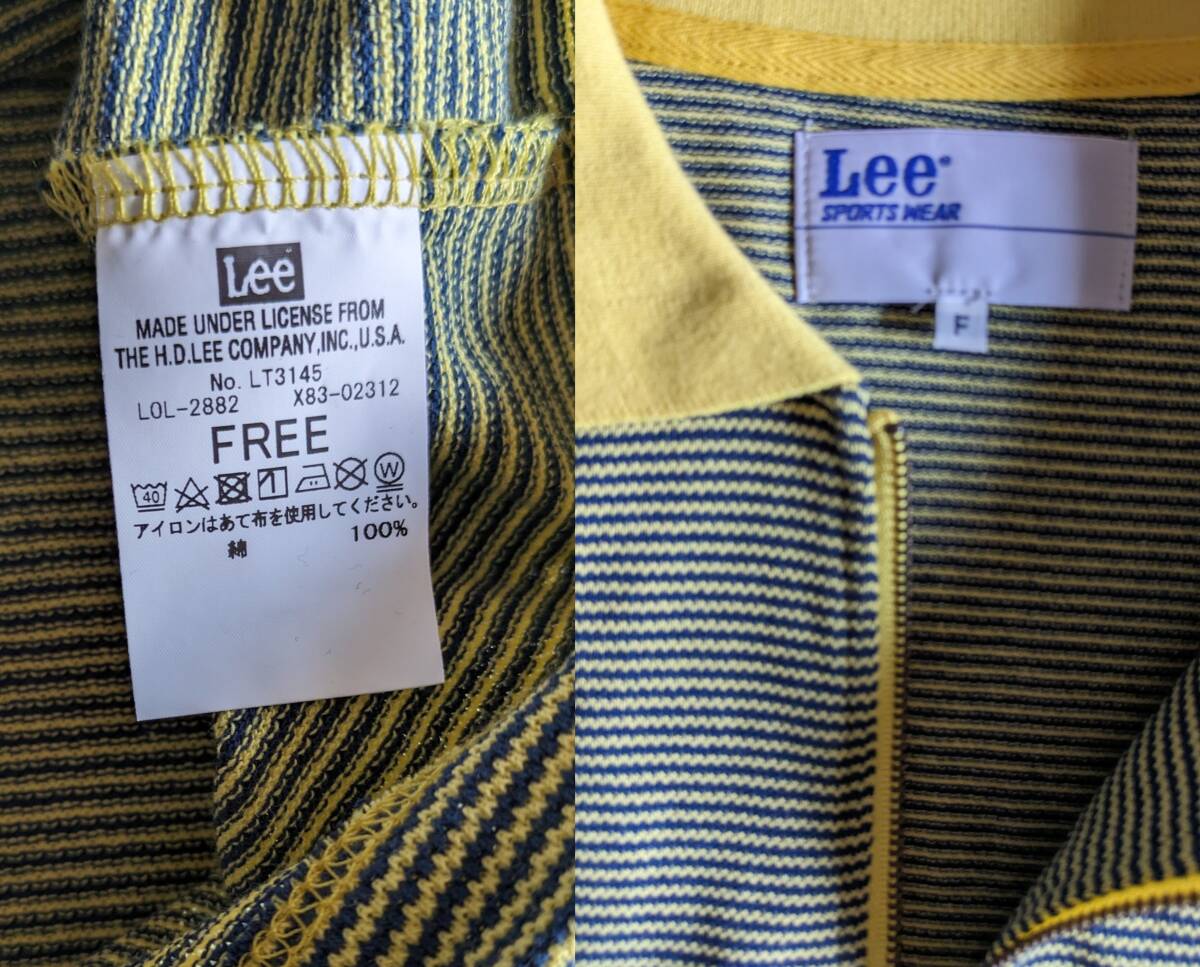 Lee
MADE UNDER LICENSE FROM
THE H.D.LEE COMPANY,INC.,U.S.A.
No. LT3145
LOL-2882 X83-02312
FREE
40 W
アイロンはあて布を使用してください。
綿 100%
Lee
SPORTS WEAR
F